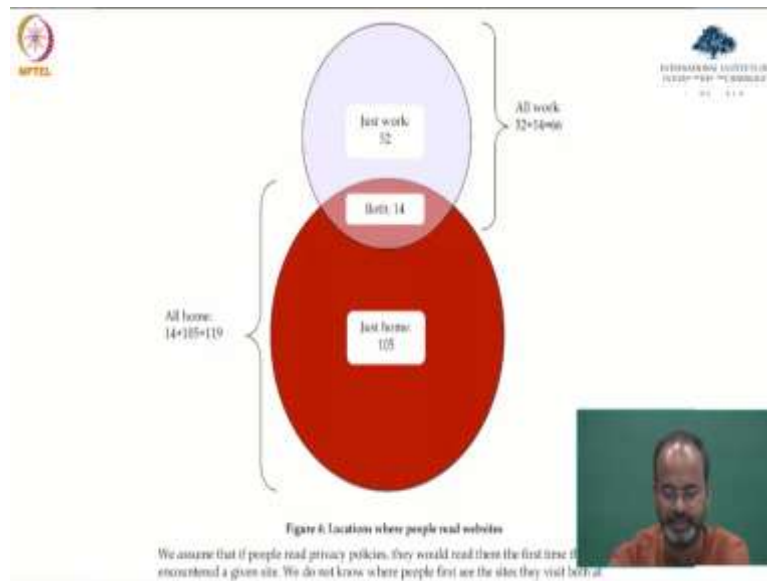 NPTEL
INTERNATIONAL INSTITUTE OF
Just work:
52
All work:
52+14=66
Both: 14
All home:
14+105=119
Just home:
105
Figure 6: Locations where people read websites
We assume that if people read privacy policies, they would read them the first time
encountered a given site. We do not know where people first see the sites they visit both at